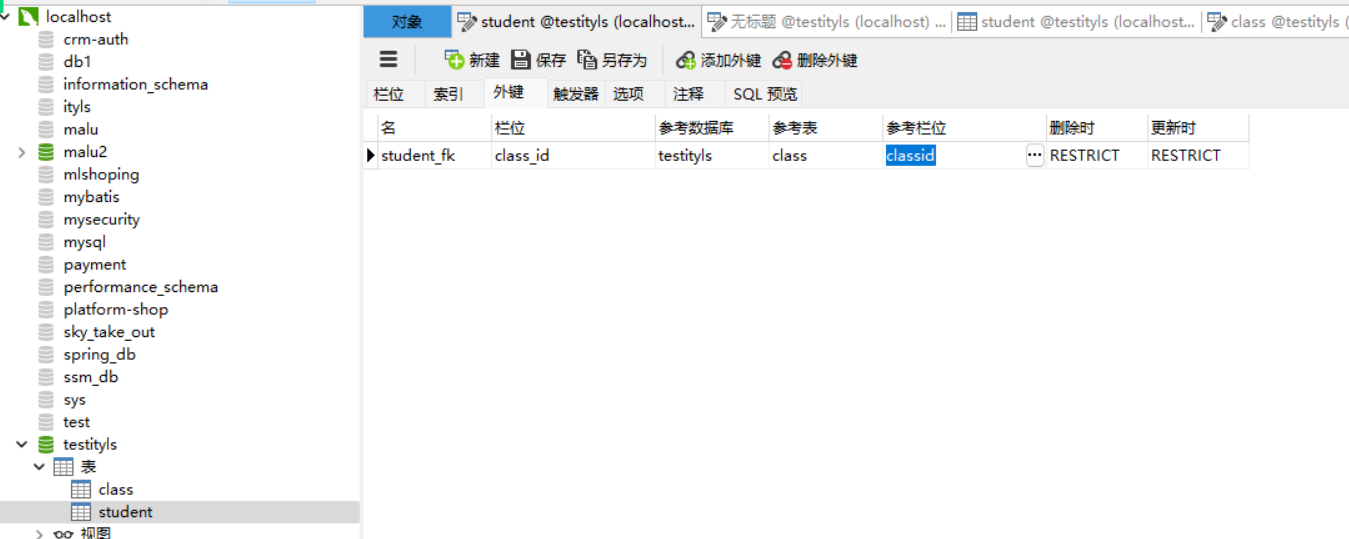 localhost
crm-auth
db1
information_schema
ityls
malu
malu2
mlshoping
mybatis
mysecurity
mysql
payment
performance_schema
platform-shop
sky_take_out
spring_db
ssm_db
sys
test
testityls
表
class
student
视图
对象 student @testityls (localhost... 无标题 @testityls (localhost) ... student @testityls (localhost... class @testityls (
新建 保存 另存为 添加外键 删除外键
栏位 索引 外键 触发器 选项 注释 SQL 预览
名 栏位 参考数据库 参考表 参考栏位 删除时 更新时
student_fk class_id testityls class classid ... RESTRICT RESTRICT